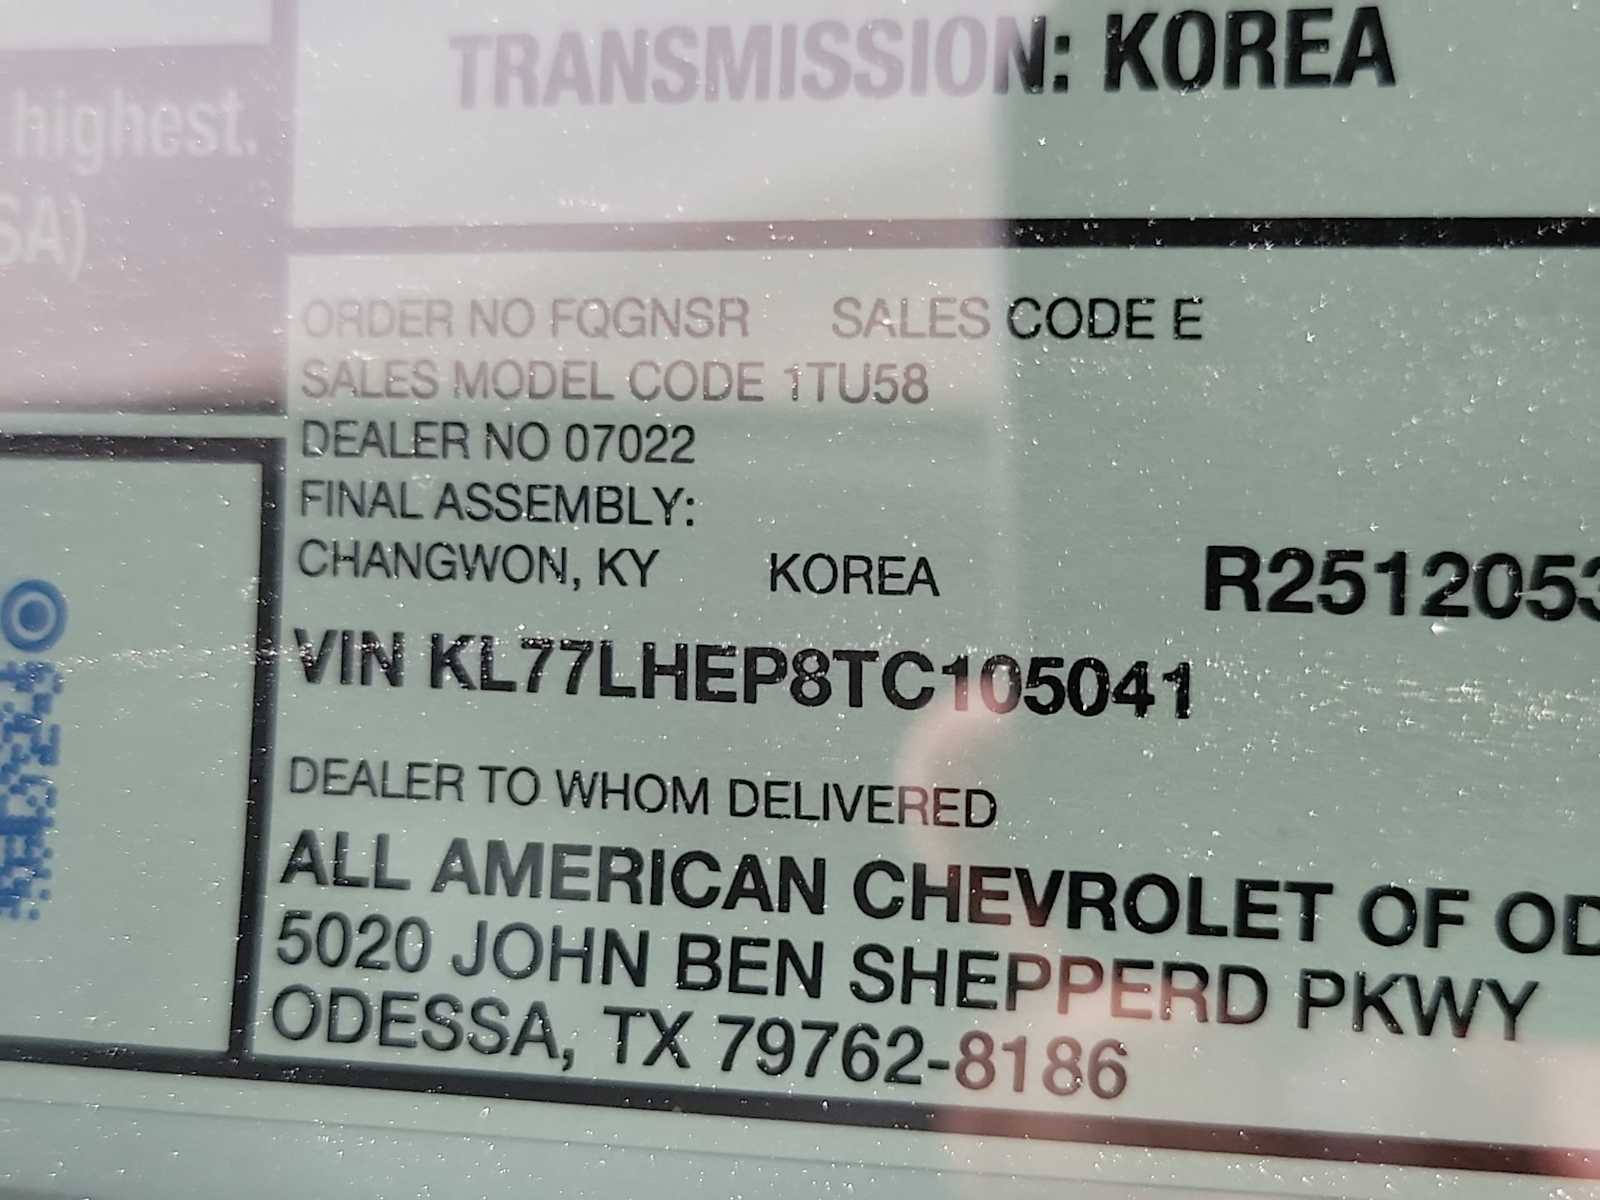 TRANSMISSION: KOREA
highest.
SA)
ORDER NO FQGNSR SALES CODE E
SALES MODEL CODE 1TU58
DEALER NO 07022
FINAL ASSEMBLY:
CHANGWON, KY KOREA
R2512053
VIN KL77LHEP8TC105041
DEALER TO WHOM DELIVERED
ALL AMERICAN CHEVROLET OF OD
5020 JOHN BEN SHEPPERD PKWY
ODESSA, TX 79762-8186